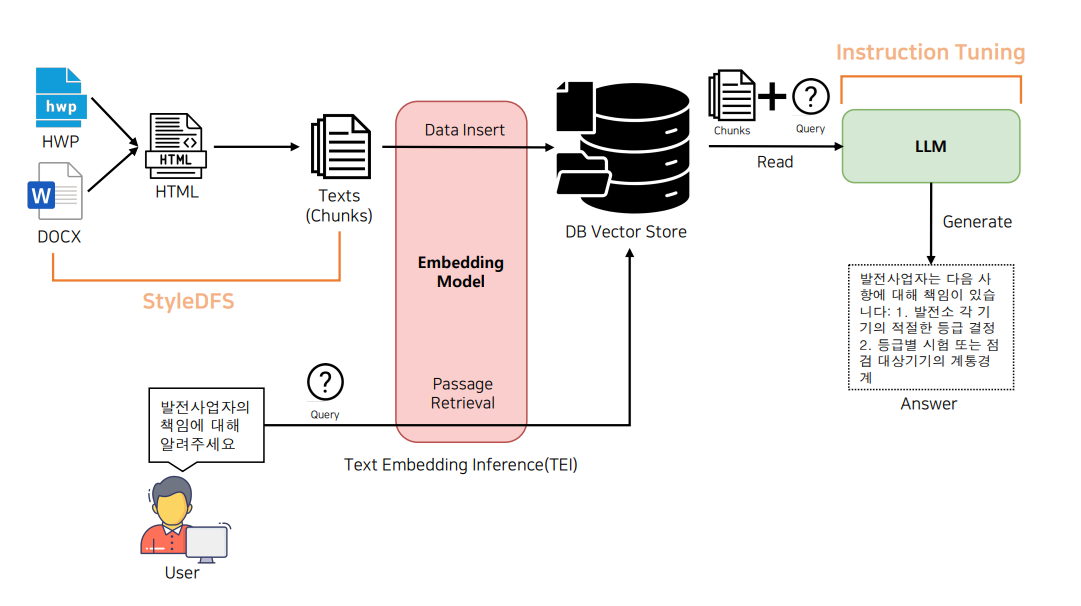 Instruction Tuning
hwp
HWP
W
DOCX
HTML
HTML
Texts
(Chunks)
StyleDFS
Data Insert
Embedding
Model
Passage
Retrieval
Text Embedding Inference(TEI)
DB Vector Store
Chunks
?
Query
Read
LLM
Generate
발전사업자는 다음 사
항에 대해 책임이 있습
니다: 1. 발전소 각 기
기의 적절한 등급 결정
2. 등급별 시험 또는 점
검 대상기기의 계통경
계
Answer
발전사업자의
책임에 대해
알려주세요
?
Query
User